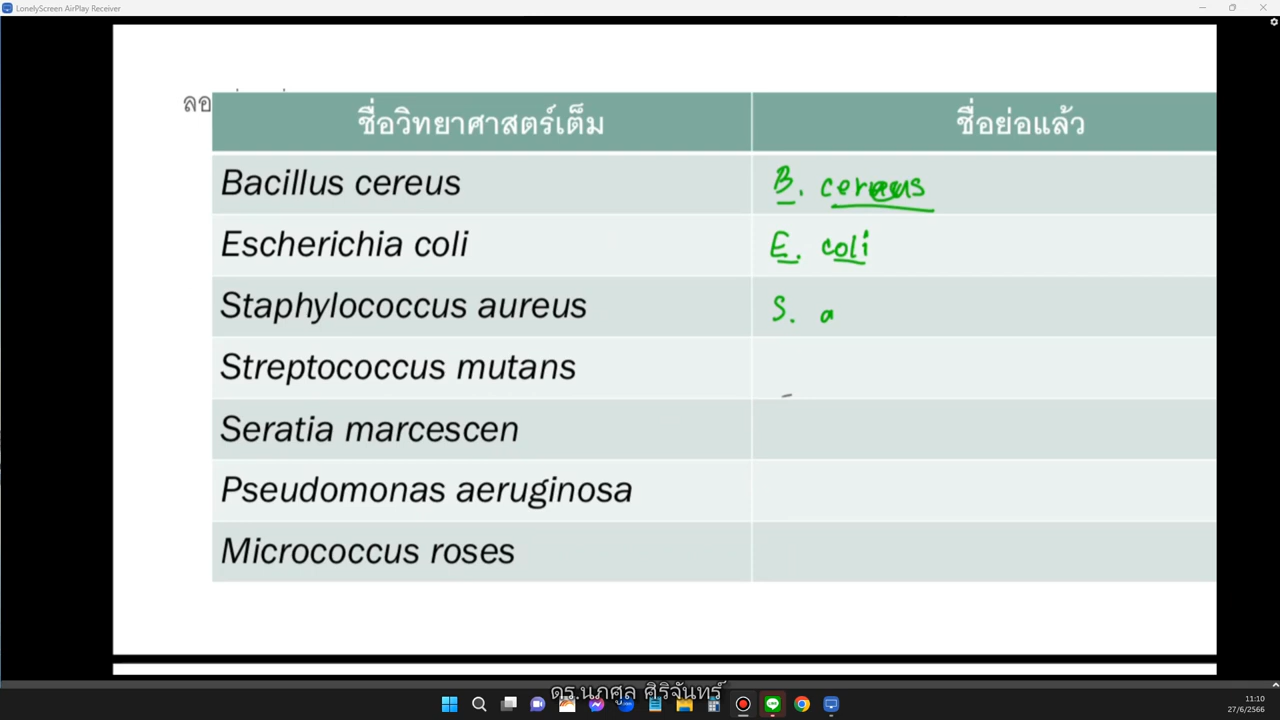 LonelyScreen AirPlay Receiver
ลอ
ชื่อวิทยาศาสตร์เต็ม ชื่อย่อแล้ว
Bacillus cereus B. cereus
Escherichia coli E. coli
Staphylococcus aureus S. a
Streptococcus mutans
Seratia marcescen
Pseudomonas aeruginosa
Micrococcus roses
ดร.นภศูล ศิริจันทร์
11:10
27/6/2566